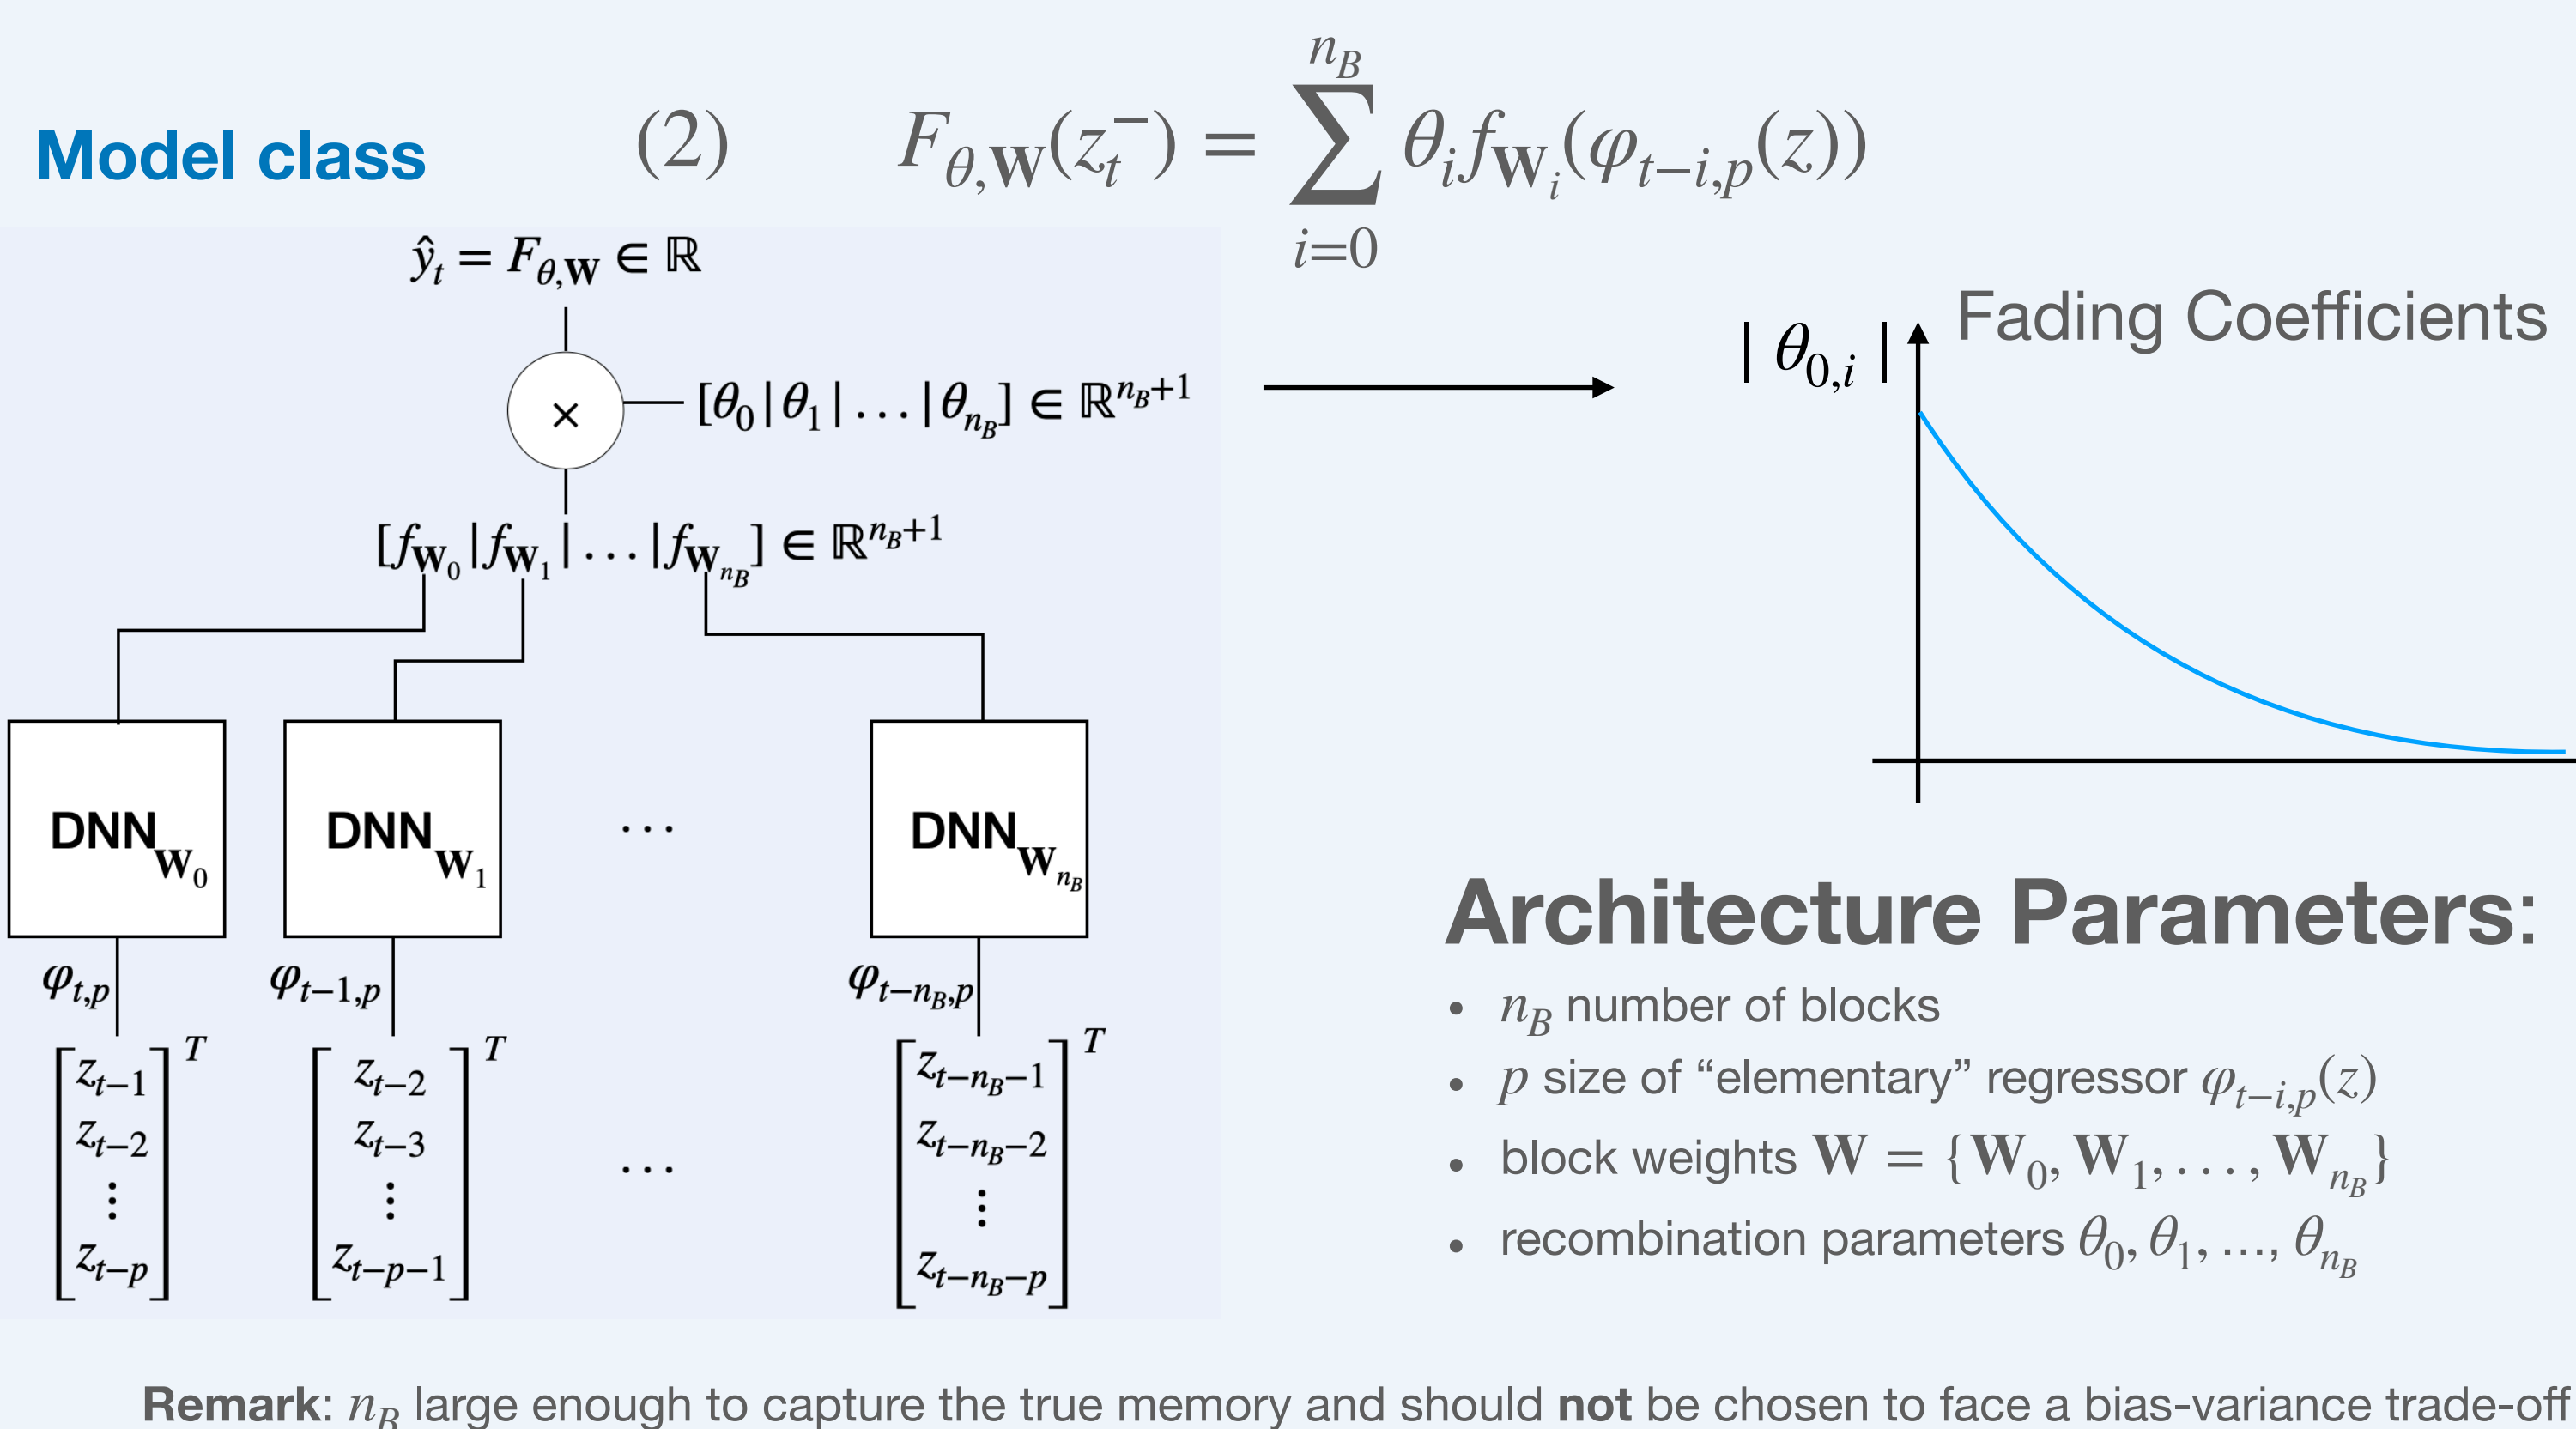 Model class (2) F_{θ,𝐖}(z_t^−) = ∑_{i=0}^{n_B} θ_i f_{𝐖_i}(φ_{t−i,p}(z))
ŷ_t = F_{θ,𝐖} ∈ ℝ
× [θ_0 | θ_1 | . . . | θ_{n_B}] ∈ ℝ^{n_B+1}
[f_{𝐖_0} | f_{𝐖_1} | . . . | f_{𝐖_{n_B}}] ∈ ℝ^{n_B+1}
DNN_{𝐖_0} DNN_{𝐖_1} . . . DNN_{𝐖_{n_B}}
φ_{t,p} φ_{t−1,p} φ_{t−n_B,p}
[z_{t−1} z_{t−2} ⋮ z_{t−p}]^T
[z_{t−2} z_{t−3} ⋮ z_{t−p−1}]^T
. . .
[z_{t−n_B−1} z_{t−n_B−2} ⋮ z_{t−n_B−p}]^T
| θ_{0,i} | Fading Coefficients
Architecture Parameters:
• n_B number of blocks
• p size of “elementary” regressor φ_{t−i,p}(z)
• block weights 𝐖 = {𝐖_0, 𝐖_1, . . . , 𝐖_{n_B}}
• recombination parameters θ_0, θ_1, ..., θ_{n_B}
Remark: n_B large enough to capture the true memory and should not be chosen to face a bias-variance trade-off